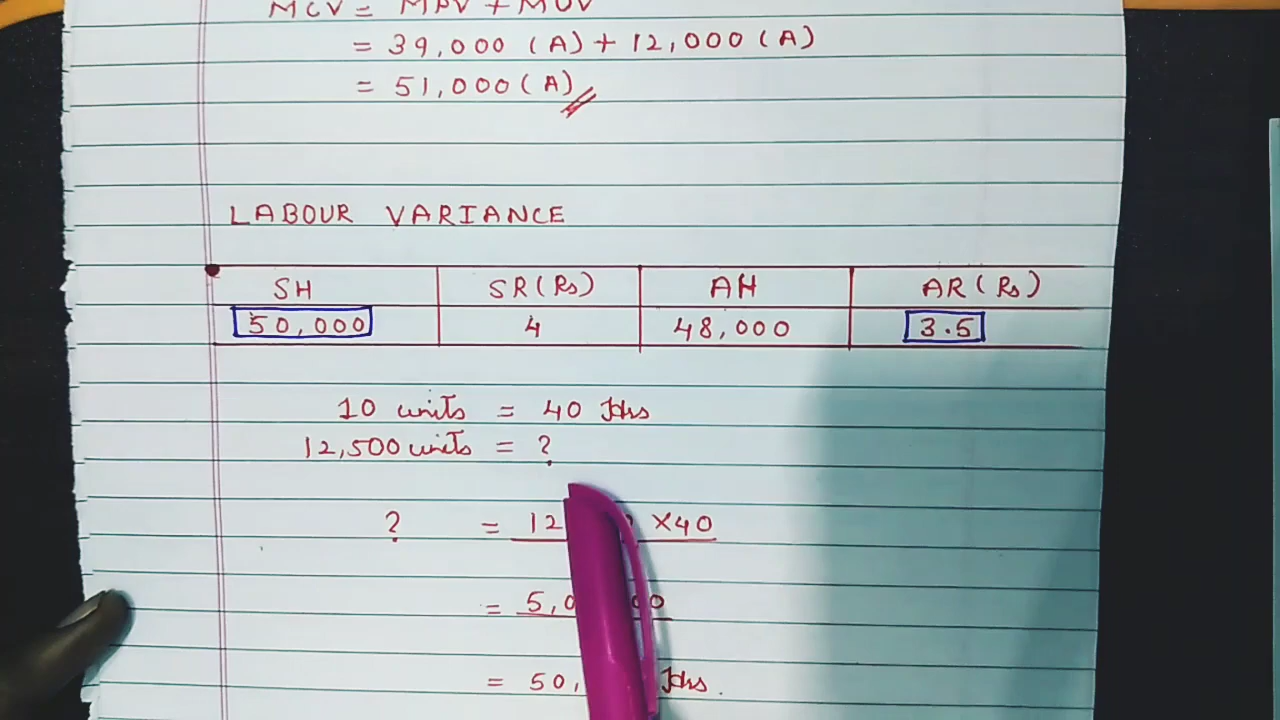 MCV = MPV + MUV
= 39,000 (A) + 12,000 (A)
= 51,000 (A)
LABOUR VARIANCE
SH SR (Rs) AH AR (Rs)
50,000 4 48,000 3.5
10 units = 40 hrs
12,500 units = ?
? = 12 X40
= 5,0 00
= 50, hrs.